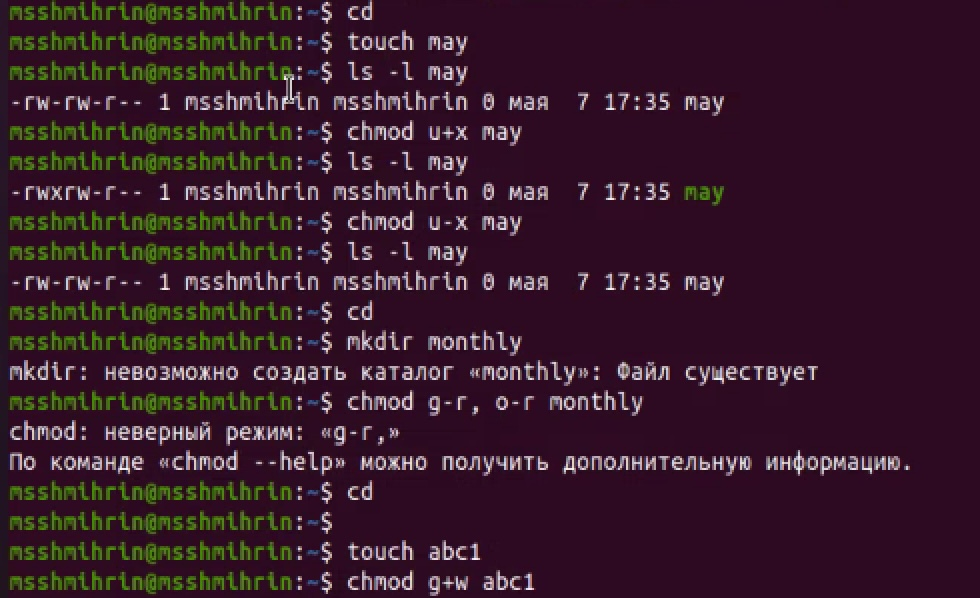 msshmihrin@msshmihrin:~$ cd
msshmihrin@msshmihrin:~$ touch may
msshmihrin@msshmihrin:~$ ls -l may
-rw-rw-r-- 1 msshmihrin msshmihrin 0 мая  7 17:35 may
msshmihrin@msshmihrin:~$ chmod u+x may
msshmihrin@msshmihrin:~$ ls -l may
-rwxrw-r-- 1 msshmihrin msshmihrin 0 мая  7 17:35 may
msshmihrin@msshmihrin:~$ chmod u-x may
msshmihrin@msshmihrin:~$ ls -l may
-rw-rw-r-- 1 msshmihrin msshmihrin 0 мая  7 17:35 may
msshmihrin@msshmihrin:~$ cd
msshmihrin@msshmihrin:~$ mkdir monthly
mkdir: невозможно создать каталог «monthly»: Файл существует
msshmihrin@msshmihrin:~$ chmod g-r, o-r monthly
chmod: неверный режим: «g-r,»
По команде «chmod --help» можно получить дополнительную информацию.
msshmihrin@msshmihrin:~$ cd
msshmihrin@msshmihrin:~$
msshmihrin@msshmihrin:~$ touch abc1
msshmihrin@msshmihrin:~$ chmod g+w abc1